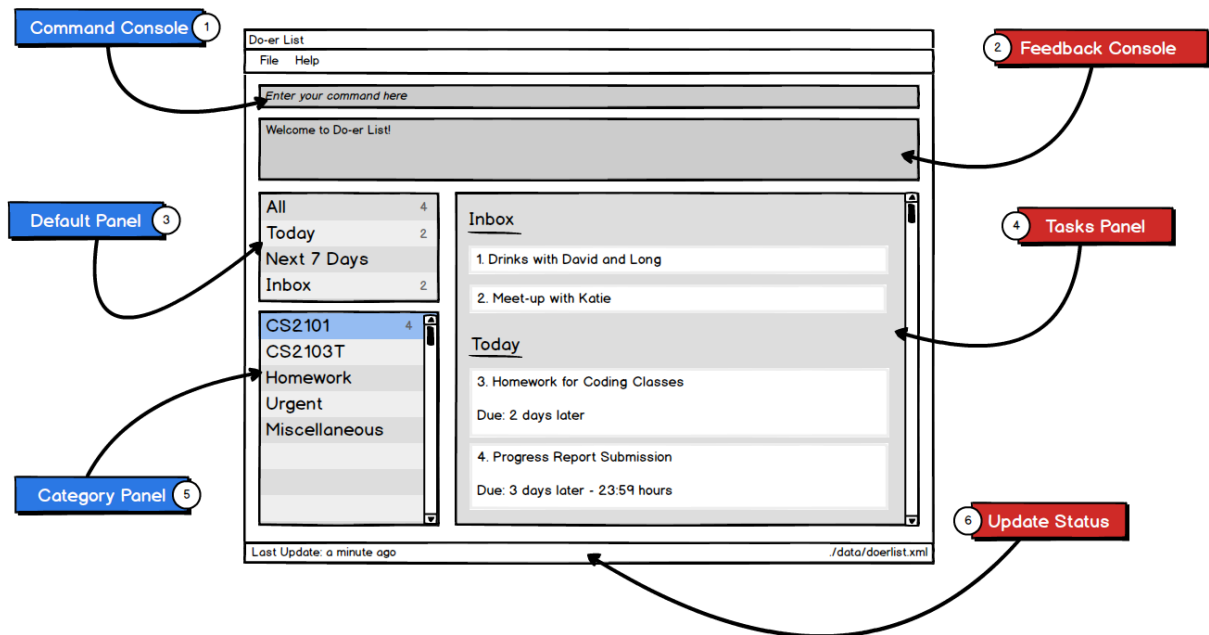 Command Console 1
2 Feedback Console
Do-er List
File Help
Enter your command here
Welcome to Do-er List!
Default Panel 3
All 4
Today 2
Next 7 Days
Inbox 2
4 Tasks Panel
Inbox
1. Drinks with David and Long
2. Meet-up with Katie
Today
3. Homework for Coding Classes
Due: 2 days later
4. Progress Report Submission
Due: 3 days later - 23:59 hours
CS2101 4
CS2103T
Homework
Urgent
Miscellaneous
Category Panel 5
6 Update Status
Last Update: a minute ago
./data/doerlist.xml